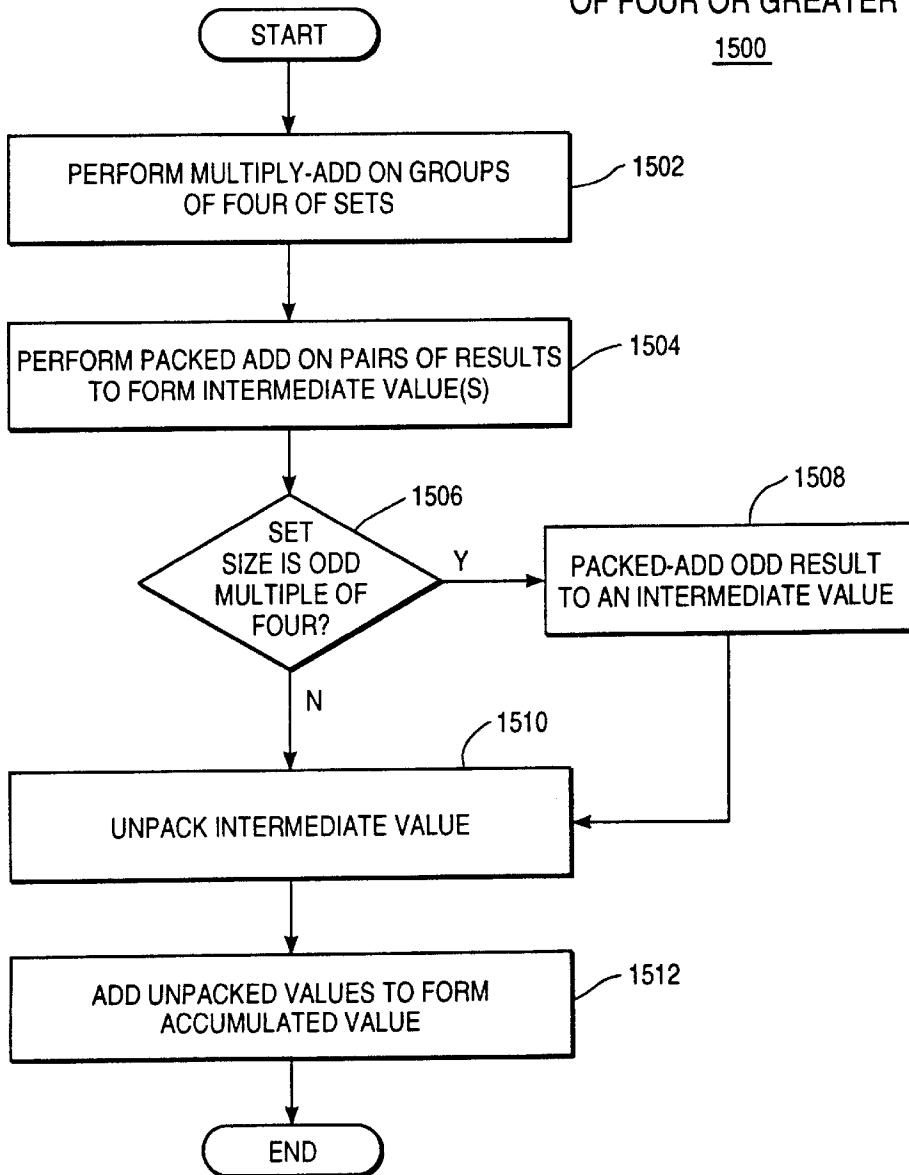 OF FOUR OR GREATER
1500
START
PERFORM MULTIPLY-ADD ON GROUPS
OF FOUR OF SETS
1502
PERFORM PACKED ADD ON PAIRS OF RESULTS
TO FORM INTERMEDIATE VALUE(S)
1504
SET
SIZE IS ODD
MULTIPLE OF
FOUR?
1506
Y
N
1508
PACKED-ADD ODD RESULT
TO AN INTERMEDIATE VALUE
1510
UNPACK INTERMEDIATE VALUE
1512
ADD UNPACKED VALUES TO FORM
ACCUMULATED VALUE
END